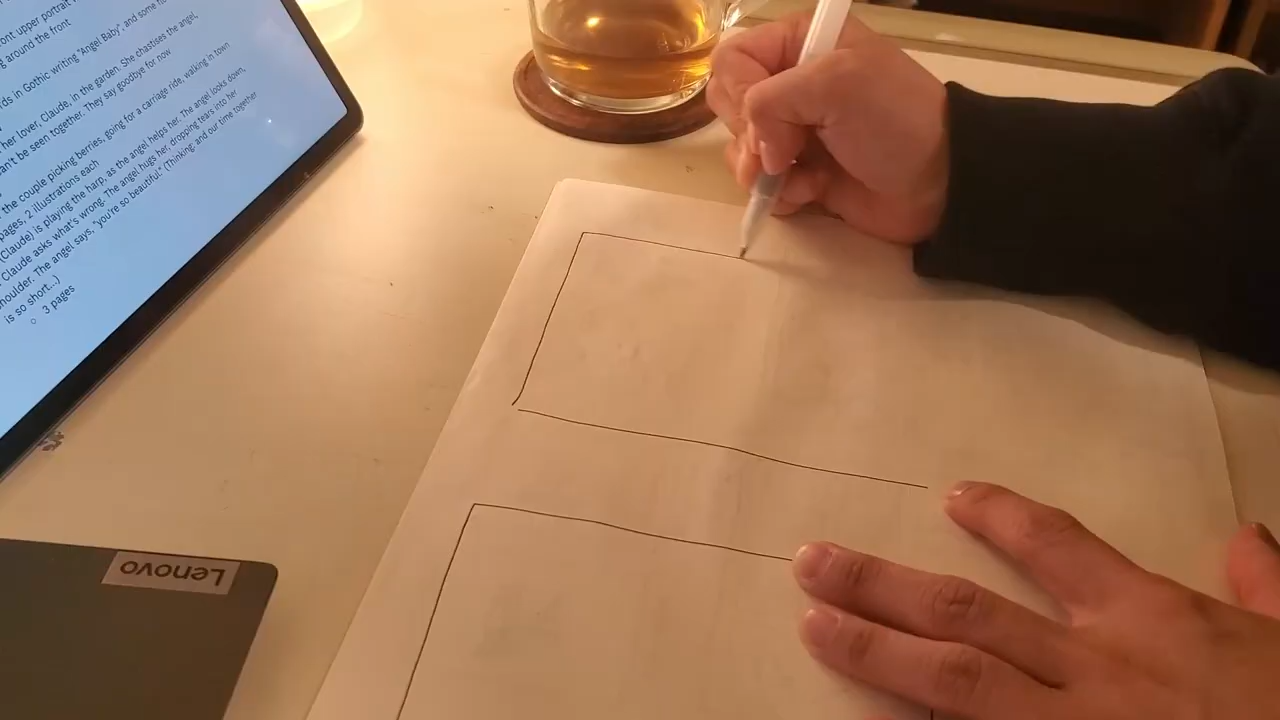 ont upper portrait
g around the front
rds in Gothic writing "Angel Baby", and some
her lover, Claude, in the garden. She chastises the angel,
an't be seen together. They say goodbye for now
the couple picking berries, going for a carriage ride, walking in town
pages, 2 illustrations each
(Claude) is playing the harp, as the angel helps her. The angel looks down,
Claude asks what's wrong. The angel hugs her, dropping tears into her
shoulder. The angel says, "you're so beautiful." (Thinking: and our time together
is so short...)
3 pages
Lenovo